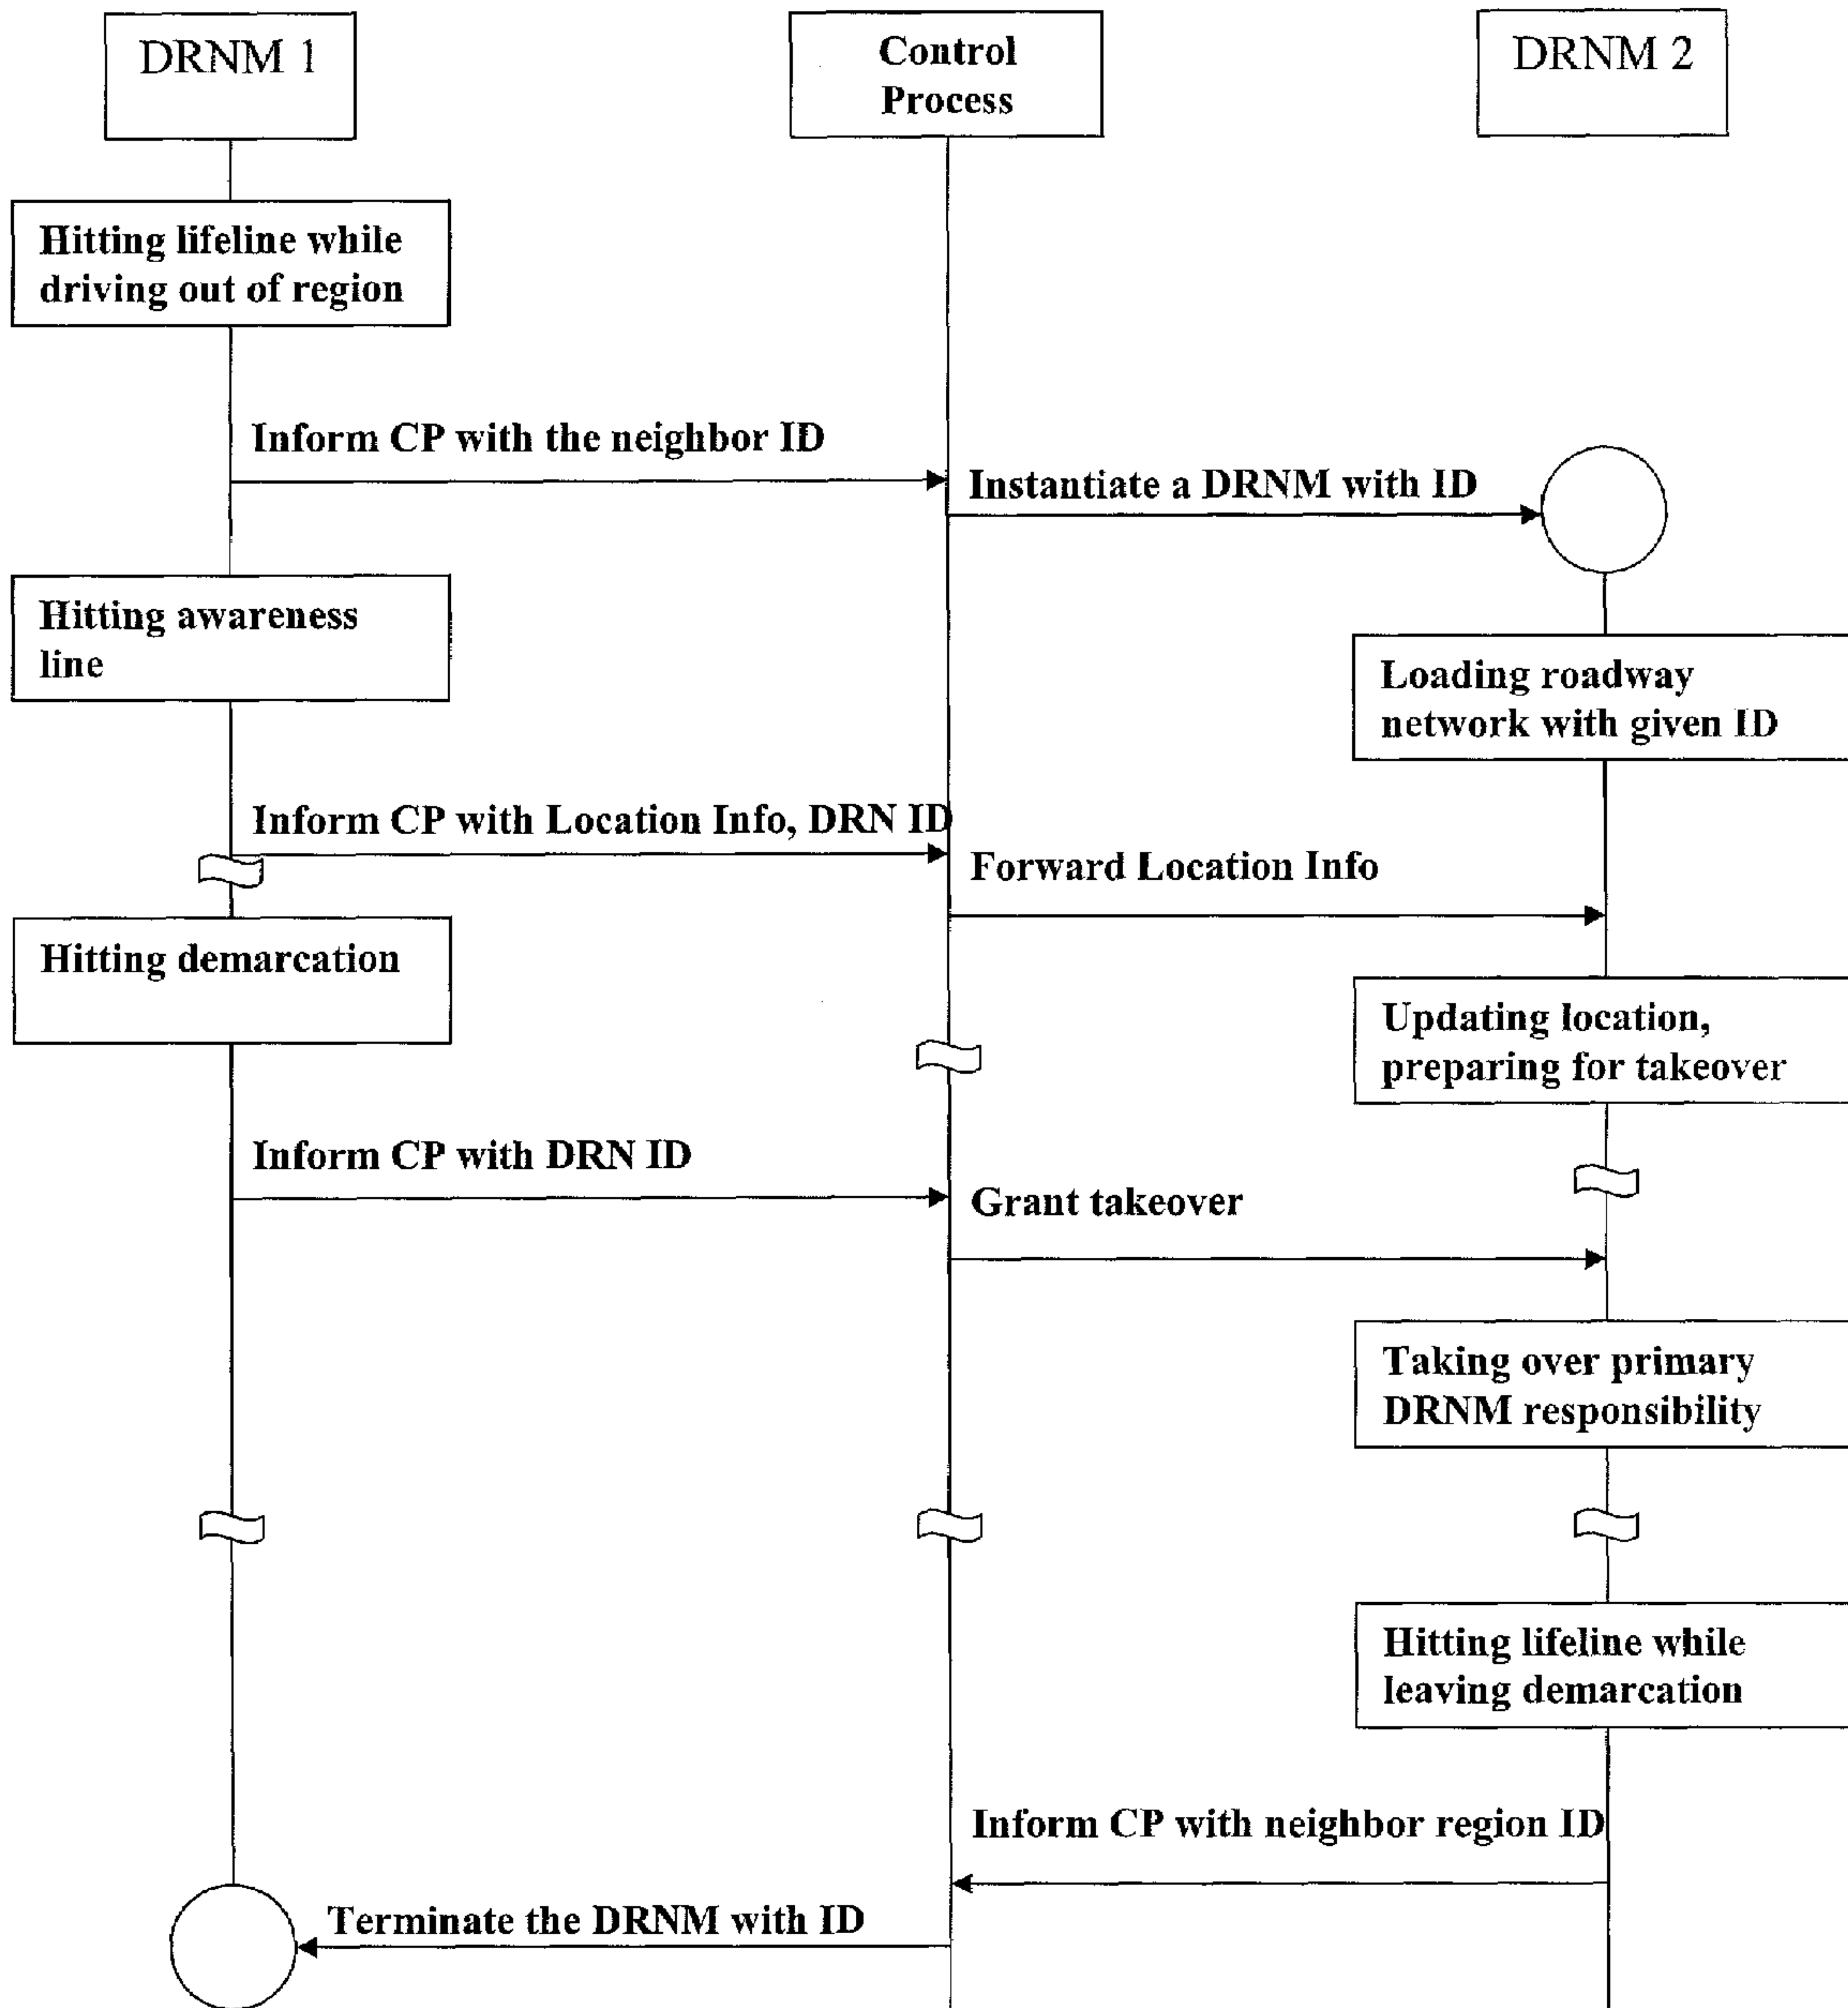 DRNM 1
Control
Process
DRNM 2
Hitting lifeline while
driving out of region
Inform CP with the neighbor ID
Instantiate a DRNM with ID
Hitting awareness
line
Loading roadway
network with given ID
Inform CP with Location Info, DRN ID
Forward Location Info
Hitting demarcation
Updating location,
preparing for takeover
Inform CP with DRN ID
Grant takeover
Taking over primary
DRNM responsibility
Hitting lifeline while
leaving demarcation
Inform CP with neighbor region ID
Terminate the DRNM with ID